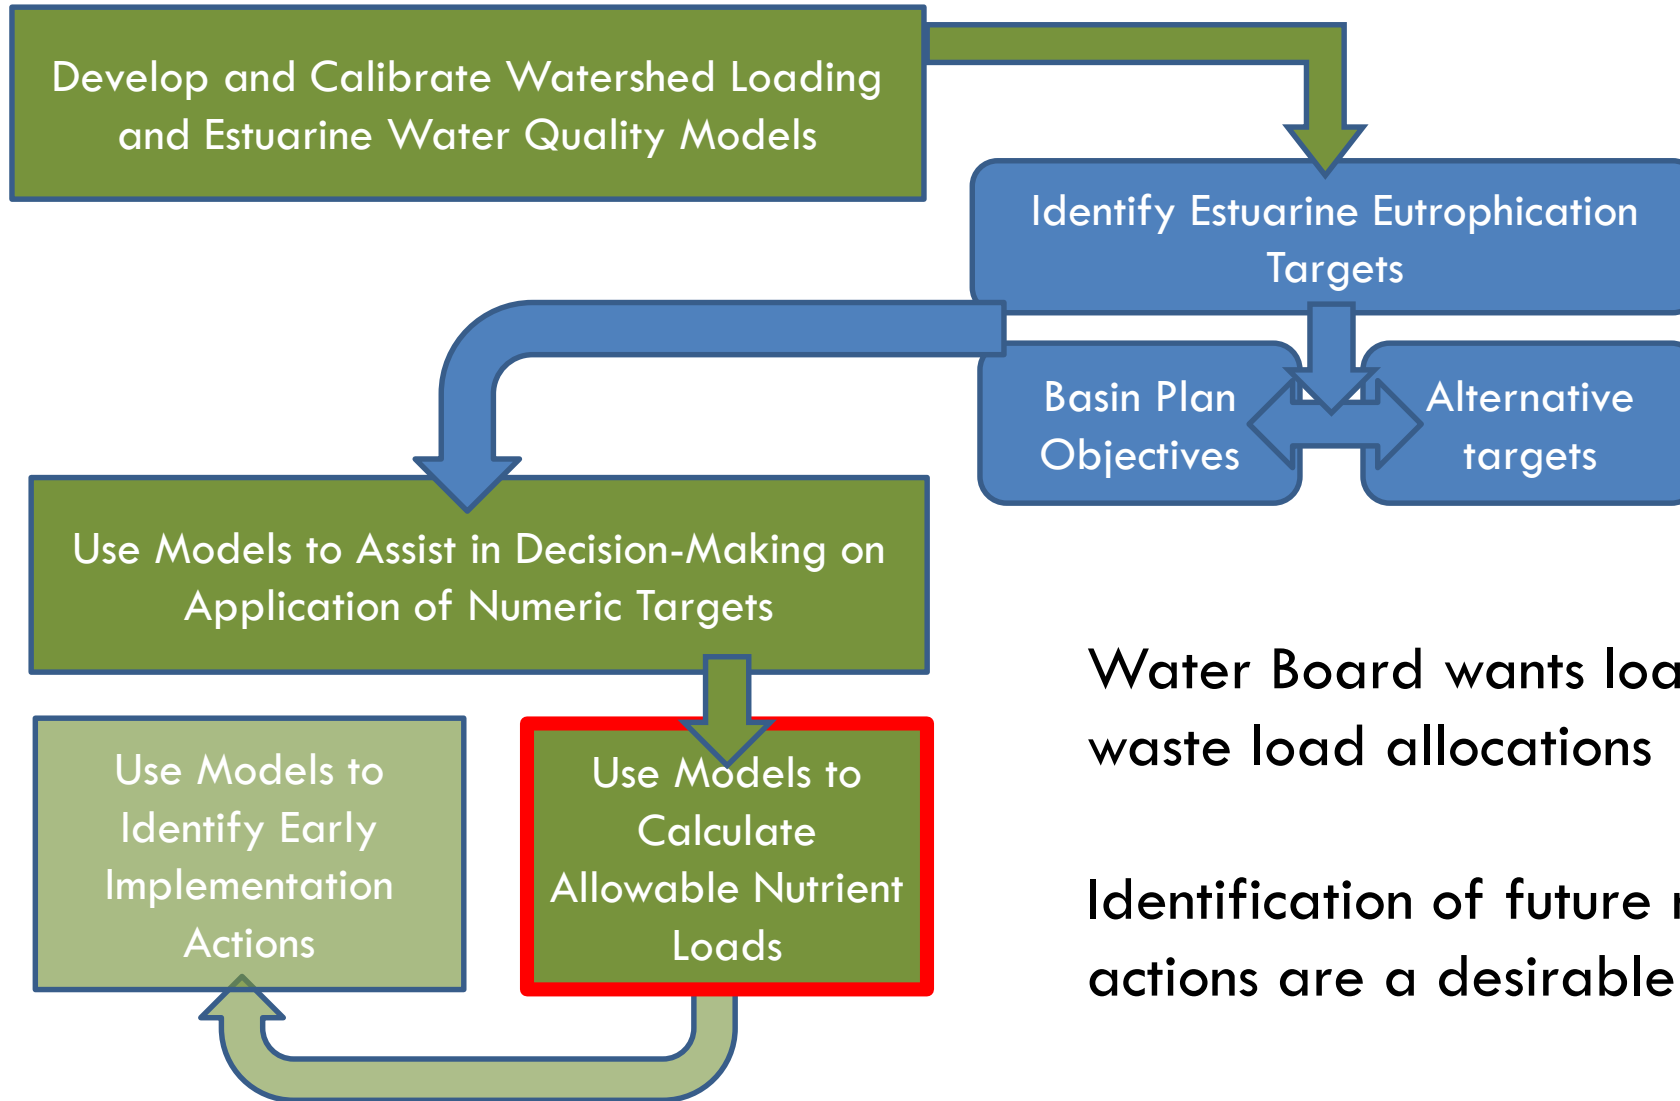 Develop and Calibrate Watershed Loading
and Estuarine Water Quality Models
Identify Estuarine Eutrophication
Targets
Basin Plan
Objectives
Alternative
targets
Use Models to Assist in Decision-Making on
Application of Numeric Targets
Use Models to
Identify Early
Implementation
Actions
Use Models to
Calculate
Allowable Nutrient
Loads
Water Board wants
waste load allocations
Identification of future
actions are a desirable